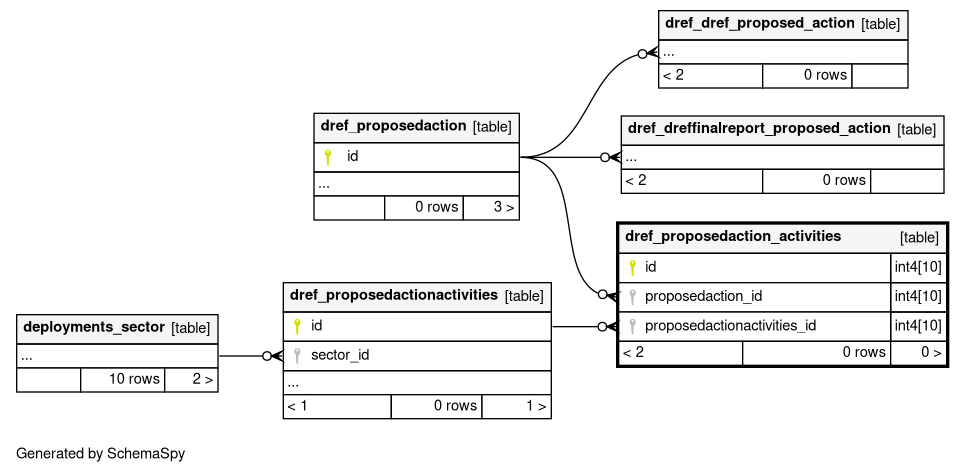 dref_dref_proposed_action [table]
...
< 2 0 rows
dref_proposedaction [table]
id
...
0 rows 3 >
dref_dreffinalreport_proposed_action [table]
...
< 2 0 rows
dref_proposedaction_activities [table]
id int4[10]
proposedaction_id int4[10]
proposedactionactivities_id int4[10]
< 2 0 rows 0 >
dref_proposedactionactivities [table]
id
sector_id
...
< 1 0 rows 1 >
deployments_sector [table]
...
10 rows 2 >
Generated by SchemaSpy